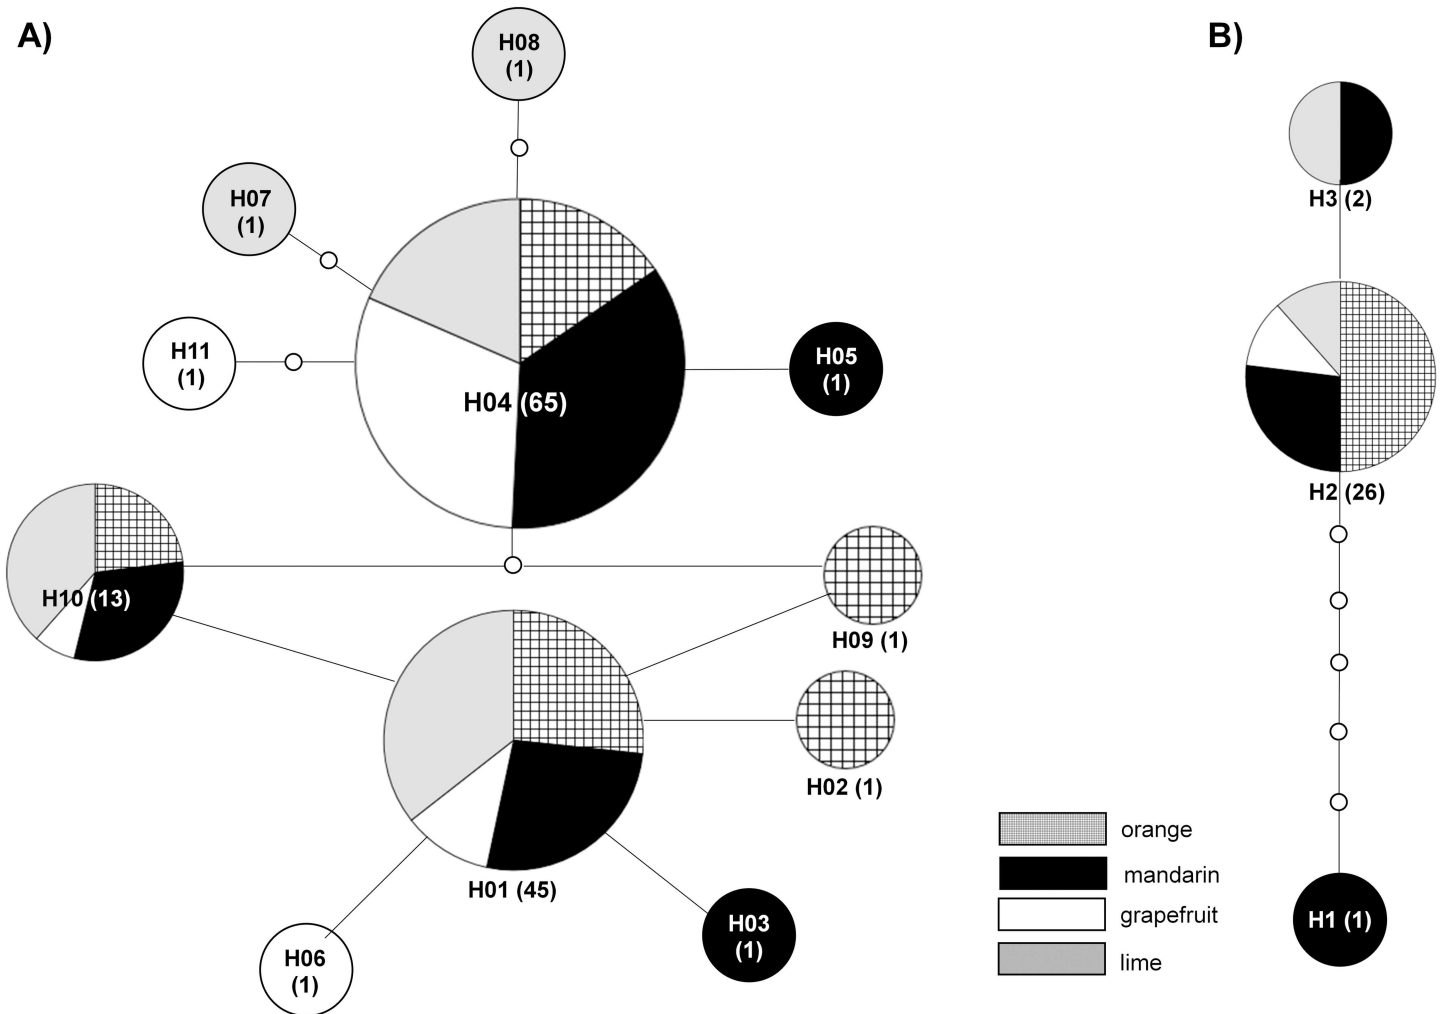 A)
B)
H08
(1)
H07
(1)
H3 (2)
H11
(1)
H05
(1)
H04 (65)
H2 (26)
H10 (13)
H09 (1)
H02 (1)
H01 (45)
orange
mandarin
grapefruit
lime
H03
(1)
H1 (1)
H06
(1)